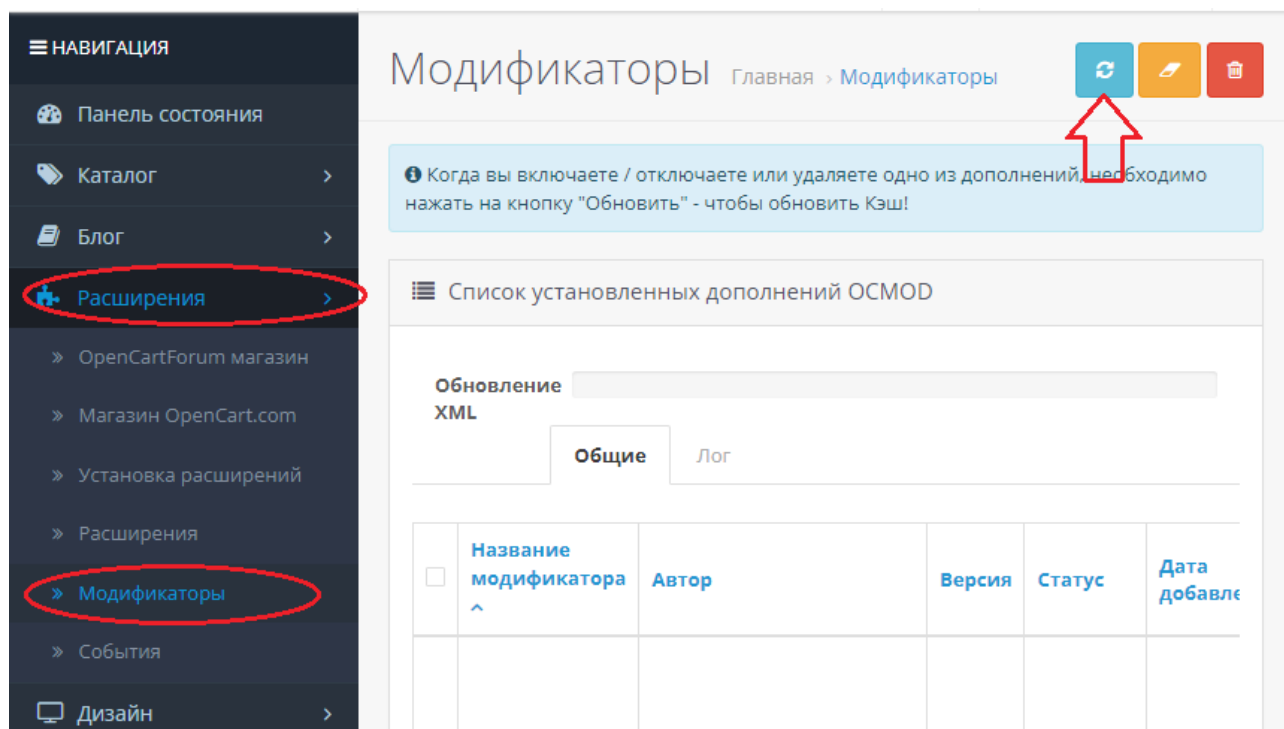 НАВИГАЦИЯ
Панель состояния
Каталог
Блог
Расширения
OpenCartForum магазин
Магазин OpenCart.com
Установка расширений
Расширения
Модификаторы
События
Дизайн
Модификаторы Главная › Модификаторы
Когда вы включаете / отключаете или удаляете одно из дополнений, необходимо
нажать на кнопку "Обновить" - чтобы обновить Кэш!
Список установленных дополнений OCMOD
Обновление
XML
Общие Лог
Название
модификатора Автор Версия Статус Дата
добавле